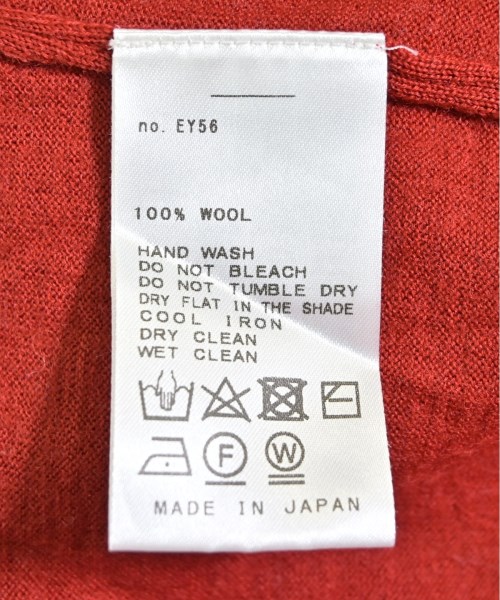 no. EY56
100% WOOL
HAND WASH
DO NOT BLEACH
DO NOT TUMBLE DRY
DRY FLAT IN THE SHADE
COOL IRON
DRY CLEAN
WET CLEAN
F W
MADE IN JAPAN